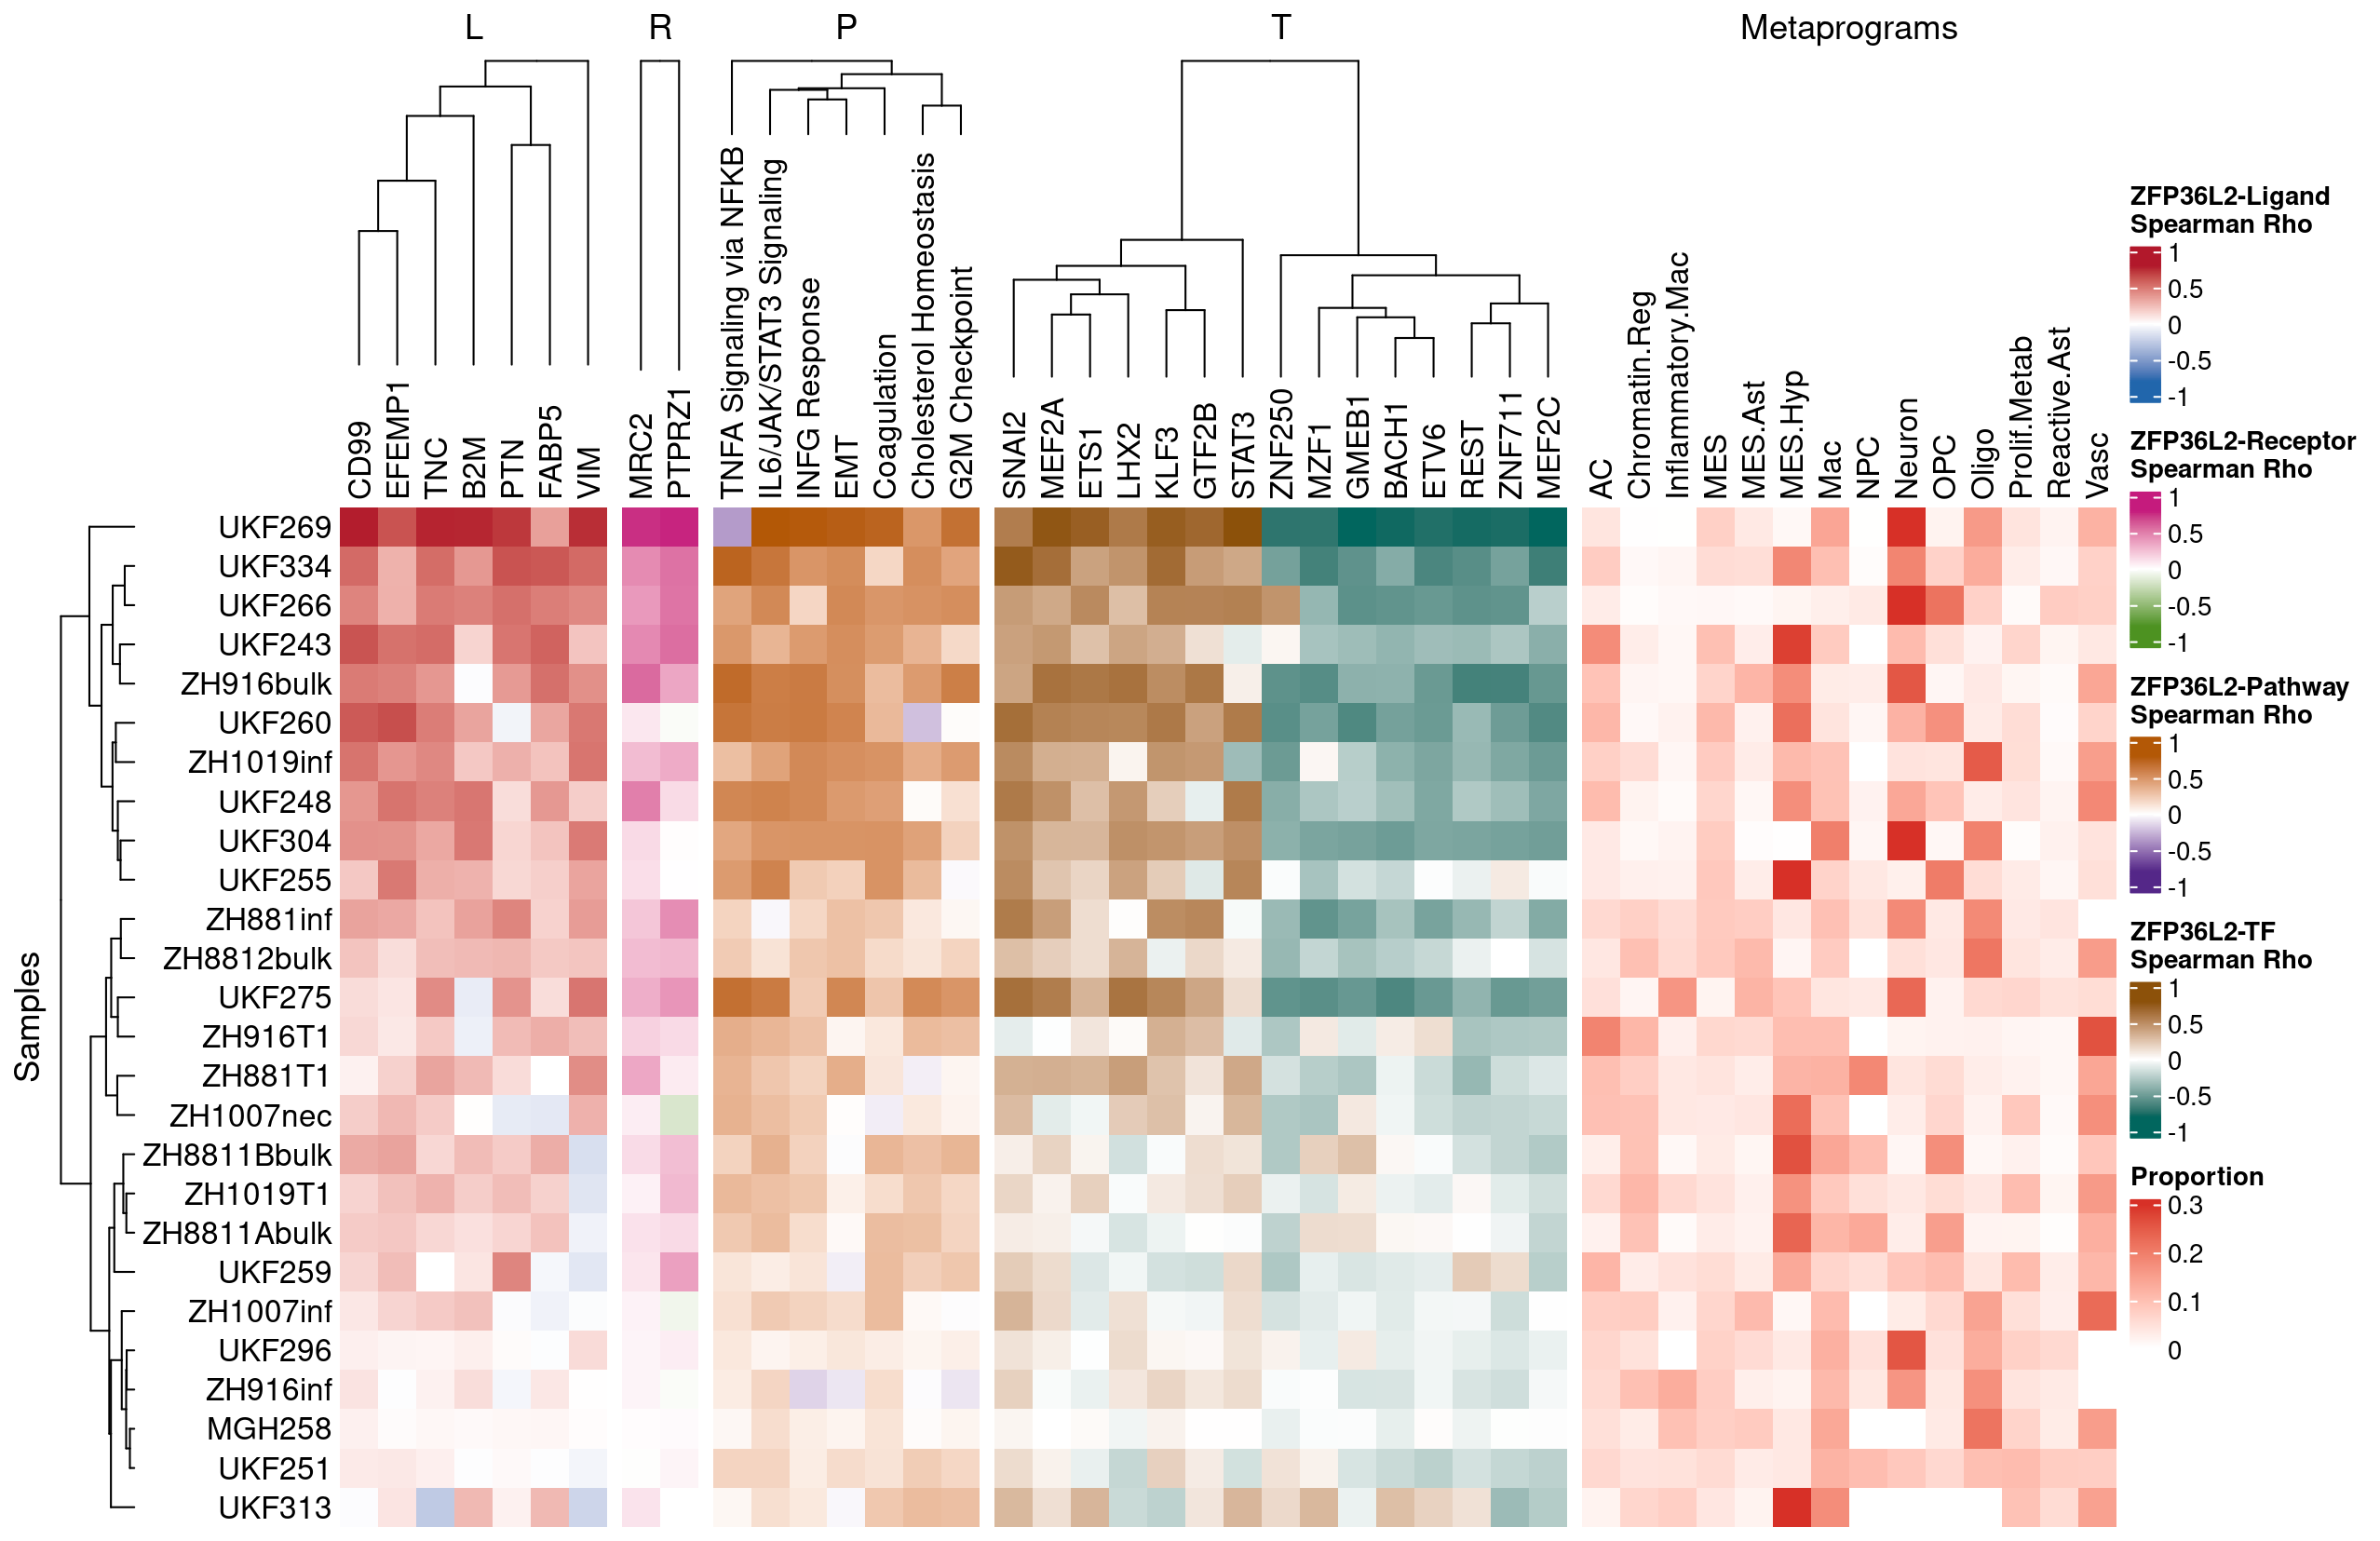 L
R
P
T
Metaprograms
CD99
EFEMP1
TNC
B2M
PTN
FABP5
VIM
MRC2
PTPRZ1
TNFA Signaling via NFKB
IL6/JAK/STAT3 Signaling
INFG Response
EMT
Coagulation
Cholesterol Homeostasis
G2M Checkpoint
SNAI2
MEF2A
ETS1
LHX2
KLF3
GTF2B
STAT3
ZNF250
MZF1
GMEB1
BACH1
ETV6
REST
ZNF711
MEF2C
AC
Chromatin.Reg
Inflammatory.Mac
MES
MES.Ast
MES.Hyp
Mac
NPC
Neuron
OPC
Oligo
Prolif.Metab
Reactive.Ast
Vasc
Samples
UKF269
UKF334
UKF266
UKF243
ZH916bulk
UKF260
ZH1019inf
UKF248
UKF304
UKF255
ZH881inf
ZH8812bulk
UKF275
ZH916T1
ZH881T1
ZH1007nec
ZH8811Bbulk
ZH1019T1
ZH8811Abulk
UKF259
ZH1007inf
UKF296
ZH916inf
MGH258
UKF251
UKF313
ZFP36L2-Ligand
Spearman Rho
1
0.5
0
-0.5
-1
ZFP36L2-Receptor
Spearman Rho
1
0.5
0
-0.5
-1
ZFP36L2-Pathway
Spearman Rho
1
0.5
0
-0.5
-1
ZFP36L2-TF
Spearman Rho
1
0.5
0
-0.5
-1
Proportion
0.3
0.2
0.1
0